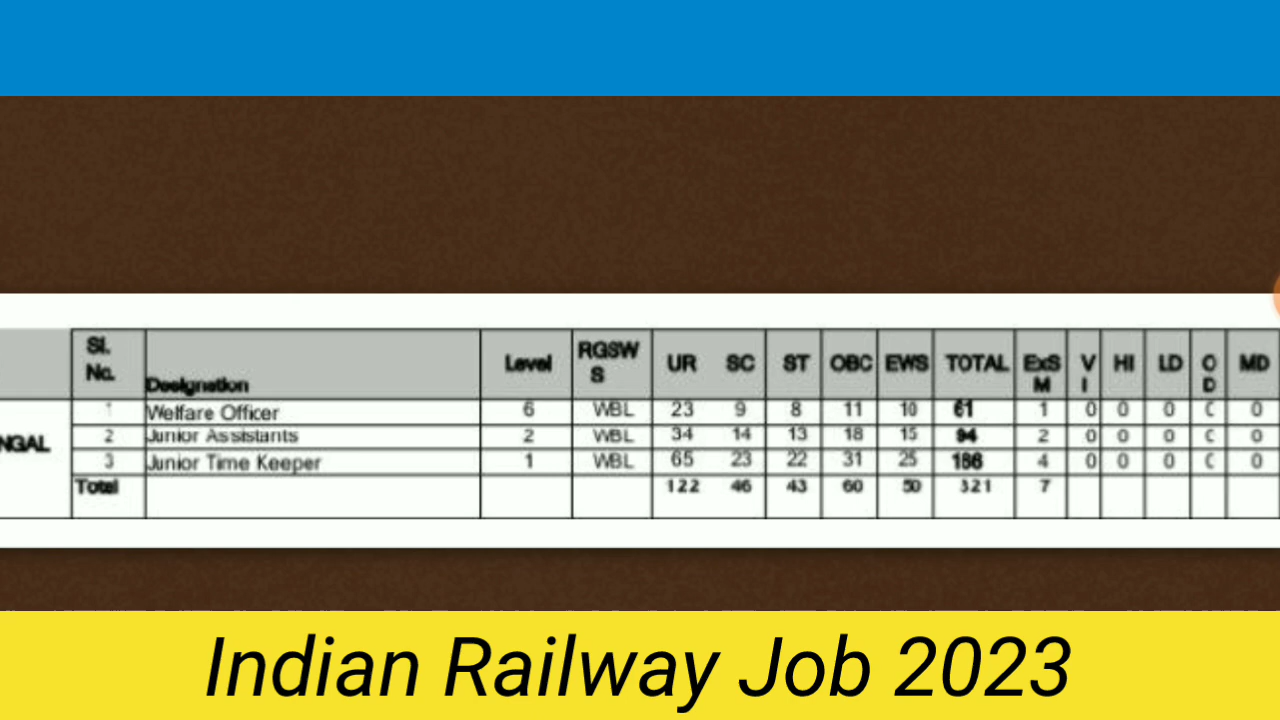 Sl. No. Designation Level RGSWS UR SC ST OBC EWS TOTAL ExSM VI HI LD OD MD
1 Welfare Officer 6 WBL 23 9 8 11 10 61 1 0 0 0 0
NGAL 2 Junior Assistants 2 WBL 34 14 13 18 15 94 2 0 0 0 0
3 Junior Time Keeper 1 WBL 65 23 22 31 25 166 4 0 0 0 0
Total 122 46 43 60 50 321 7
Indian Railway Job 2023